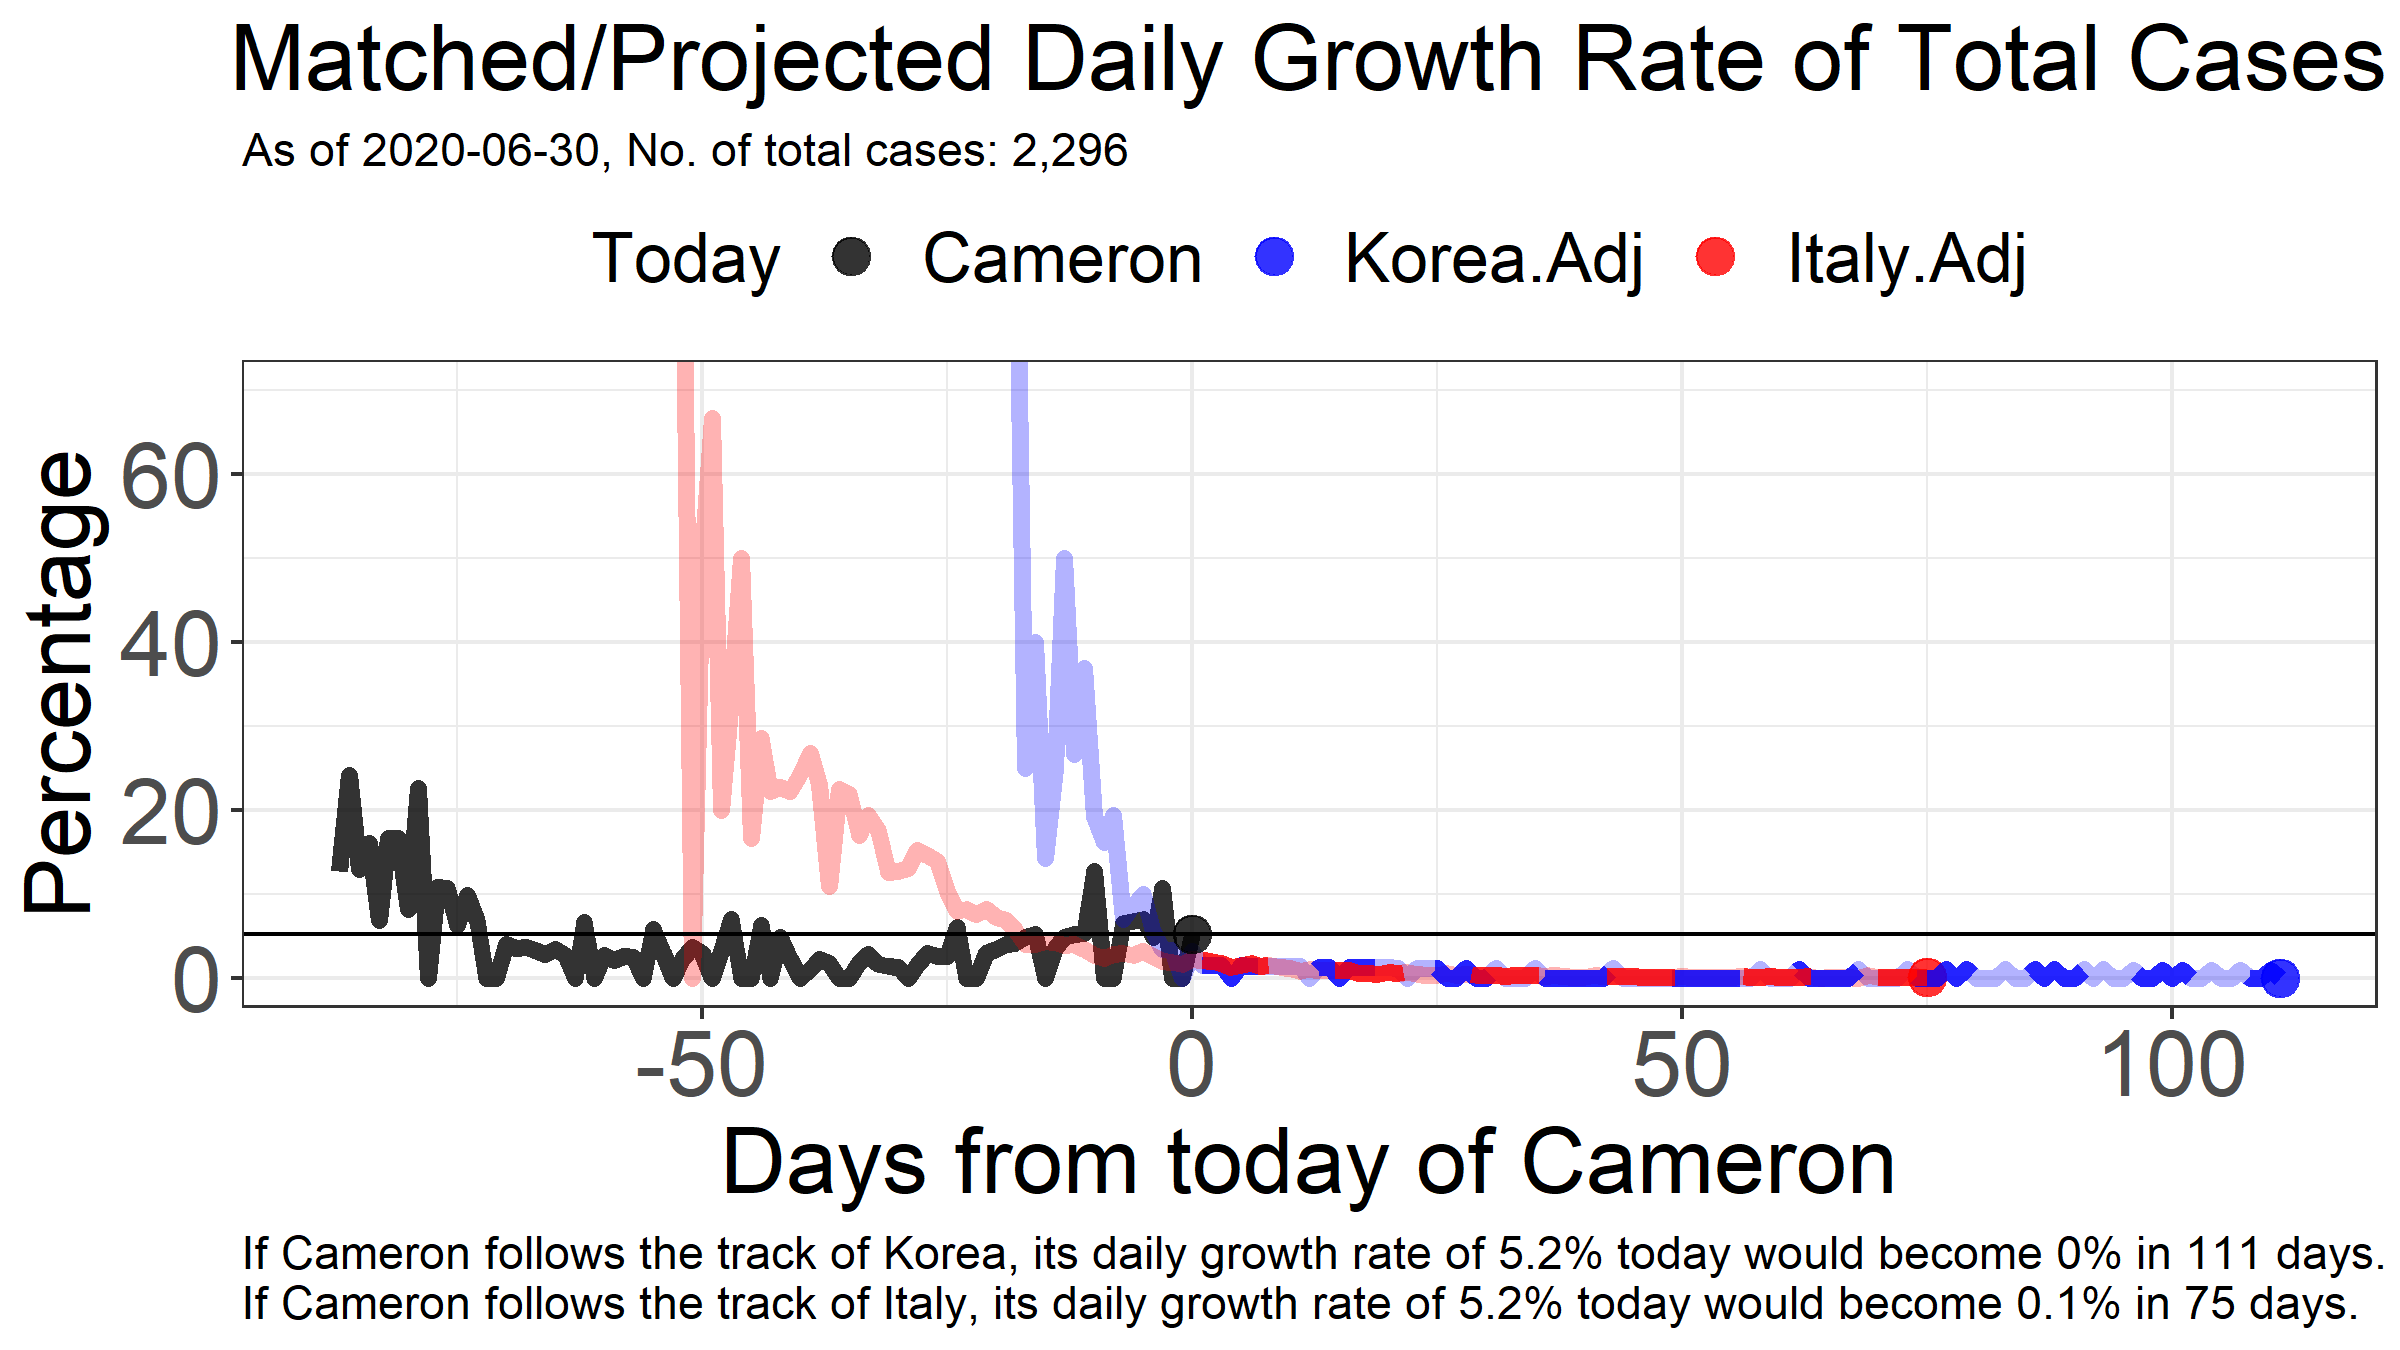 Matched/Projected Daily Growth Rate of Total Cases
As of 2020-06-30, No. of total cases: 2,296
Today Cameron Korea.Adj Italy.Adj
Percentage
60
40
20
0
-50 0 50 100
Days from today of Cameron
If Cameron follows the track of Korea, its daily growth rate of 5.2% today would become 0% in 111 days.
If Cameron follows the track of Italy, its daily growth rate of 5.2% today would become 0.1% in 75 days.